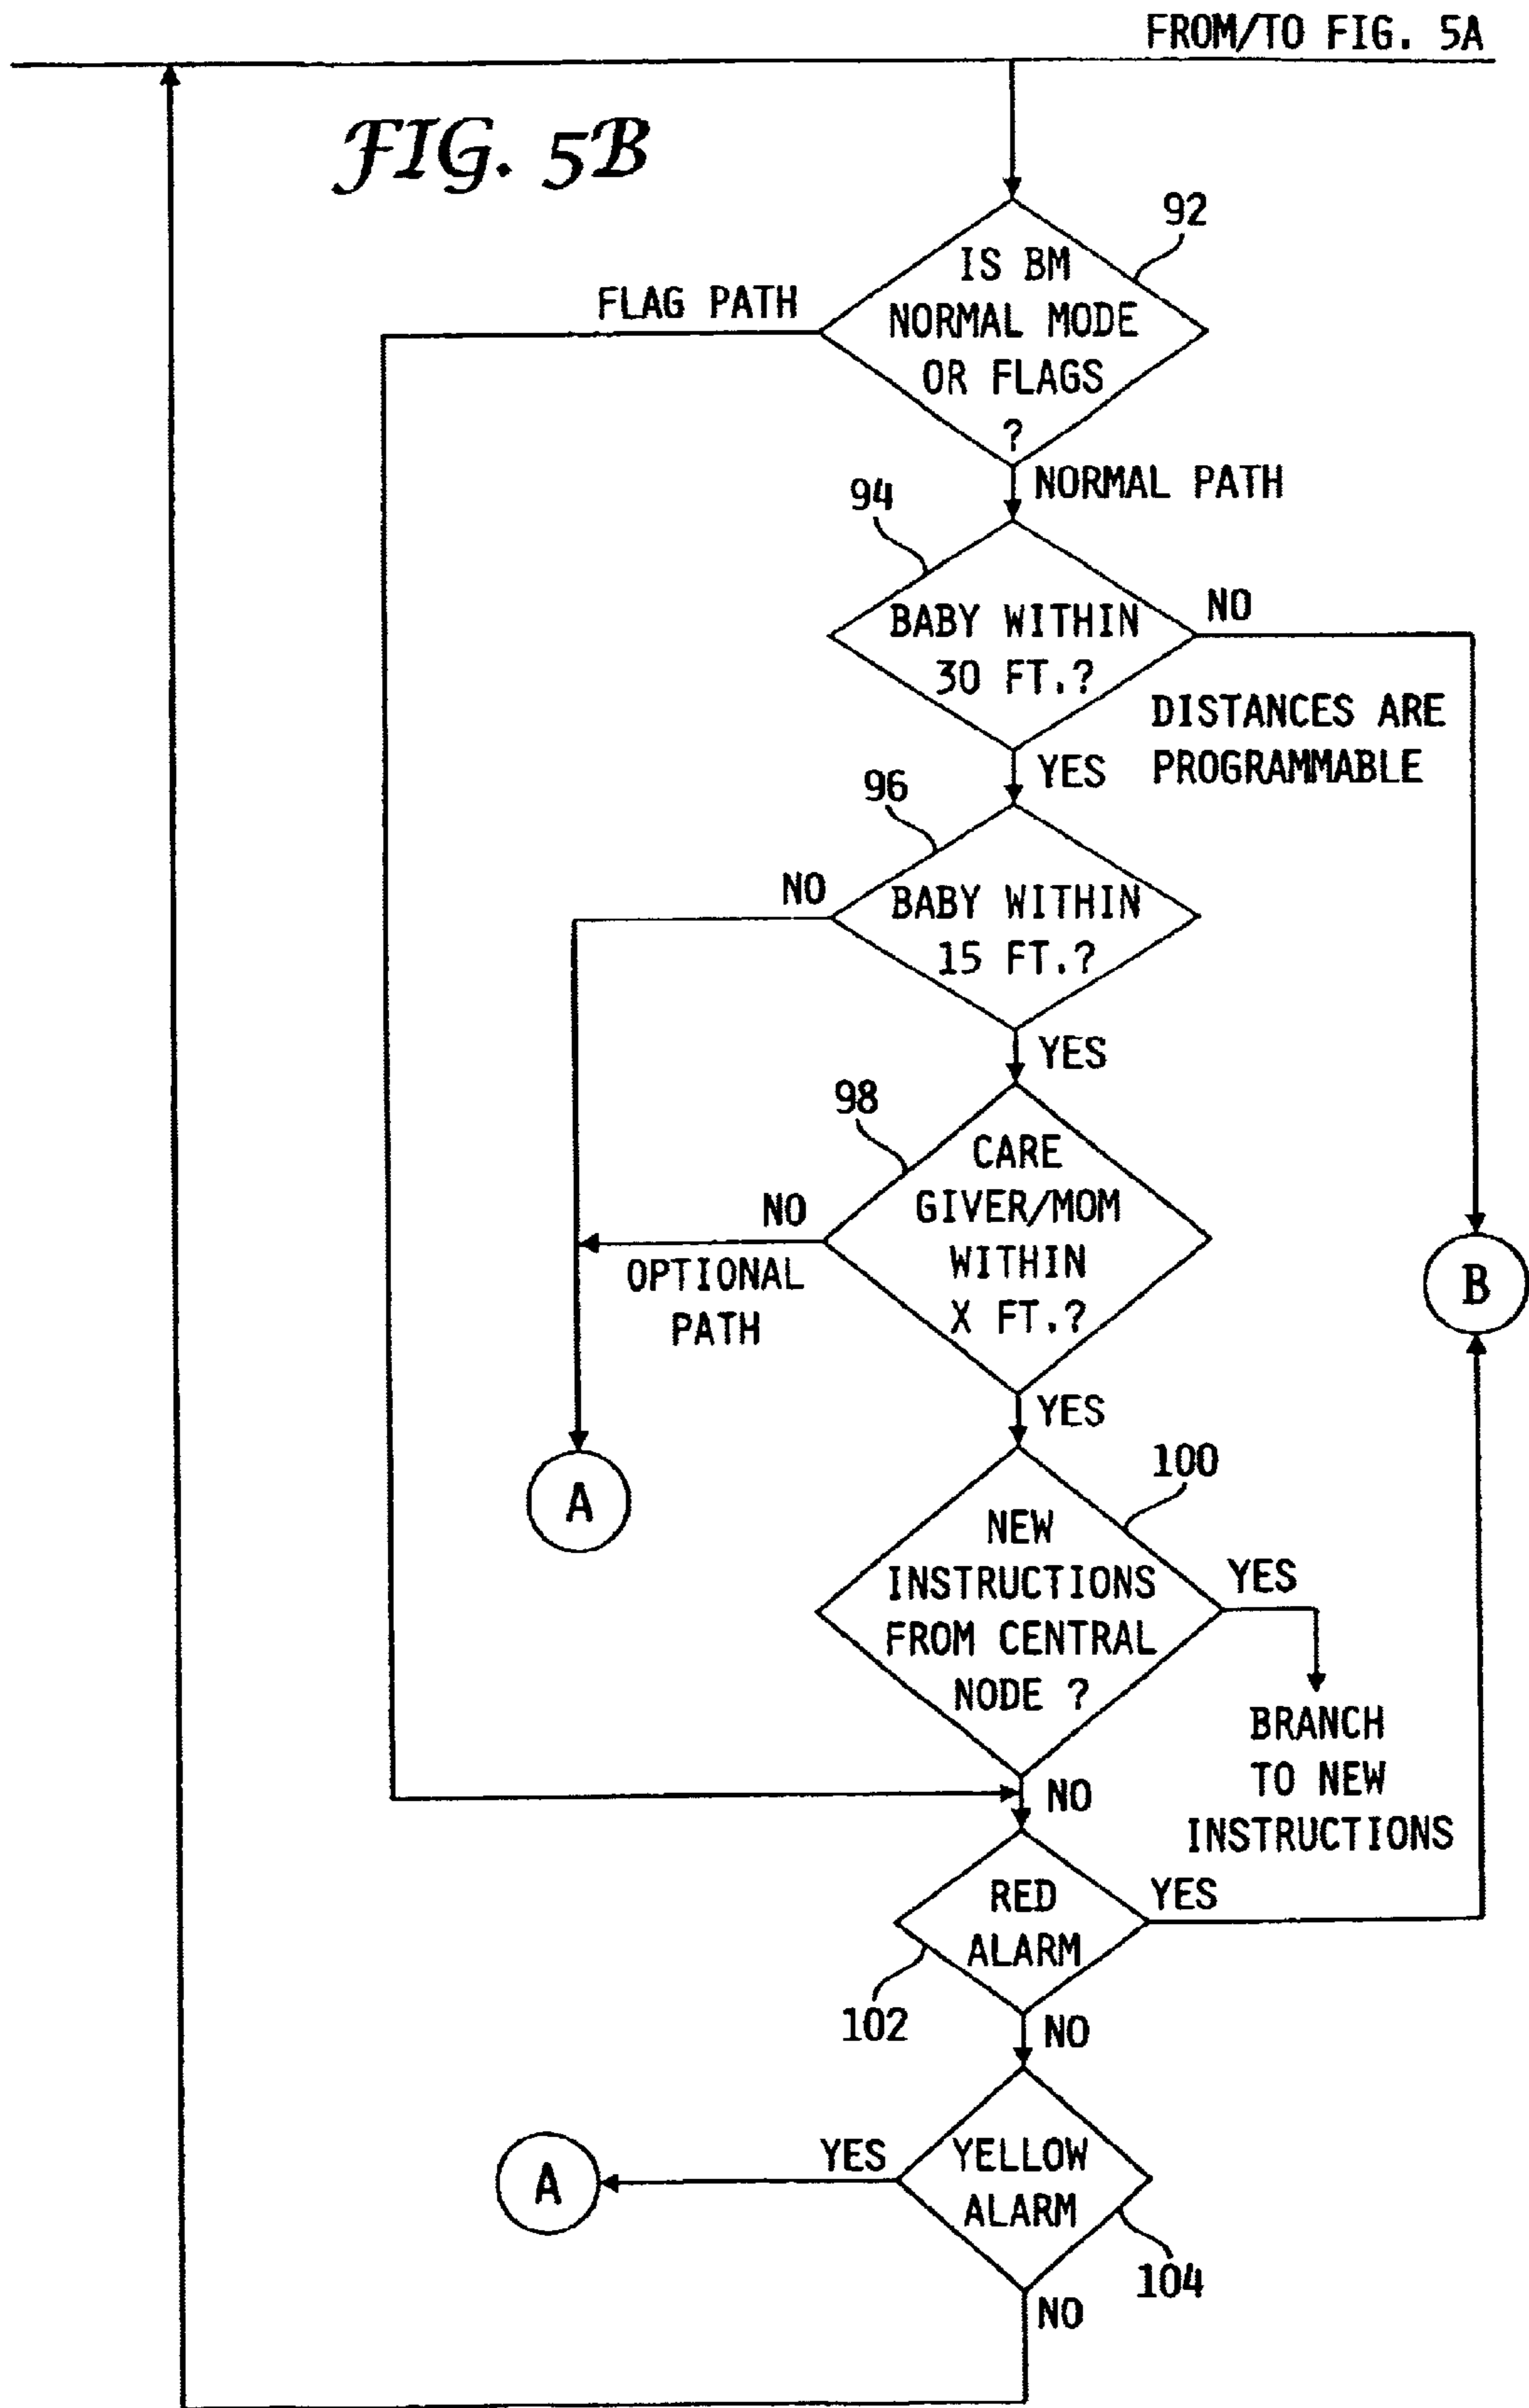 FROM/TO FIG. 5A
FIG. 5B
92
IS BM
NORMAL MODE
OR FLAGS
?
FLAG PATH
NORMAL PATH
94
BABY WITHIN
30 FT.?
NO
DISTANCES ARE
PROGRAMMABLE
YES
96
BABY WITHIN
15 FT.?
NO
YES
98
CARE
GIVER/MOM
WITHIN
X FT.?
NO
OPTIONAL
PATH
B
YES
A
100
NEW
INSTRUCTIONS
FROM CENTRAL
NODE ?
YES
BRANCH
TO NEW
INSTRUCTIONS
NO
RED
ALARM
YES
102
NO
YELLOW
ALARM
YES
A
104
NO